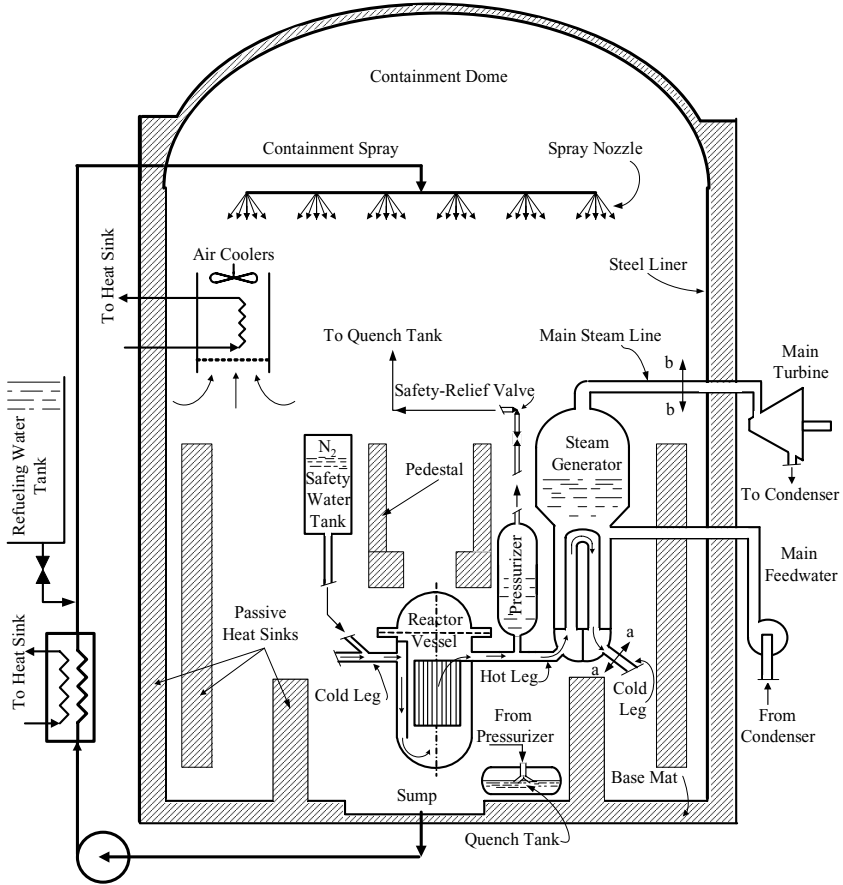 Containment Dome
Containment Spray
Spray Nozzle
Air Coolers
To Heat Sink
Steel Liner
To Quench Tank
Main Steam Line
b
b
Main
Turbine
Safety-Relief Valve
Refueling Water
Tank
N2
Safety
Water
Tank
Pedestal
Steam
Generator
To Condenser
Pressurizer
Main
Feedwater
Passive
Heat Sinks
Reactor
Vessel
To Heat Sink
Cold Leg
Hot Leg
a
a
Cold
Leg
From
Pressurizer
From
Condenser
Sump
Base Mat
Quench Tank